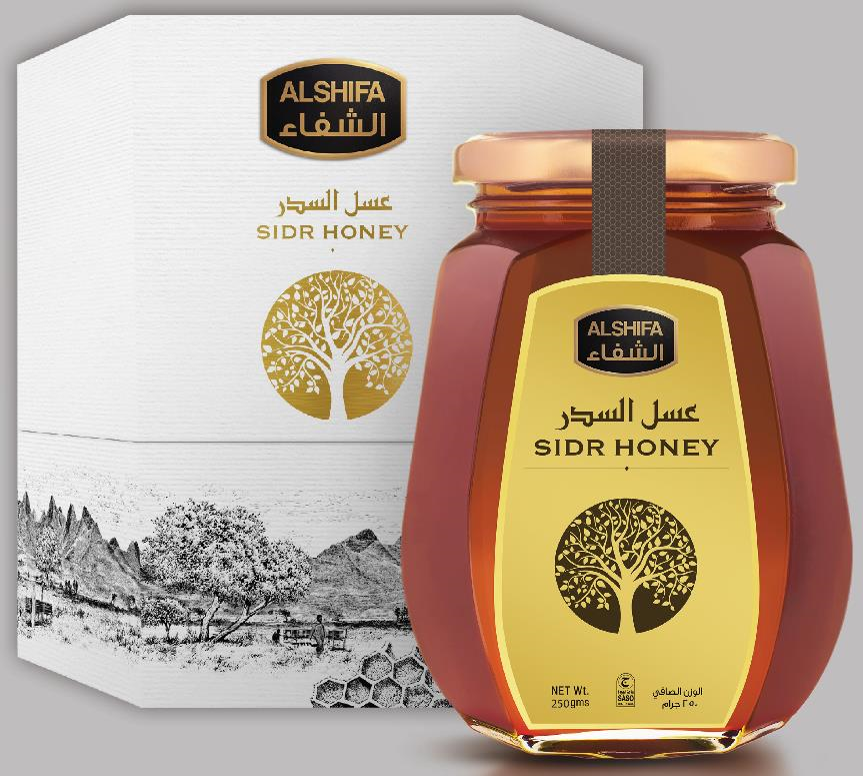 ALSHIFA
الشفاء
عسل السدر
SIDR HONEY
ALSHIFA
الشفاء
عسل السدر
SIDR HONEY
NET Wt.
250gms
SASO
الوزن الصافي
٢٥٠ جرام